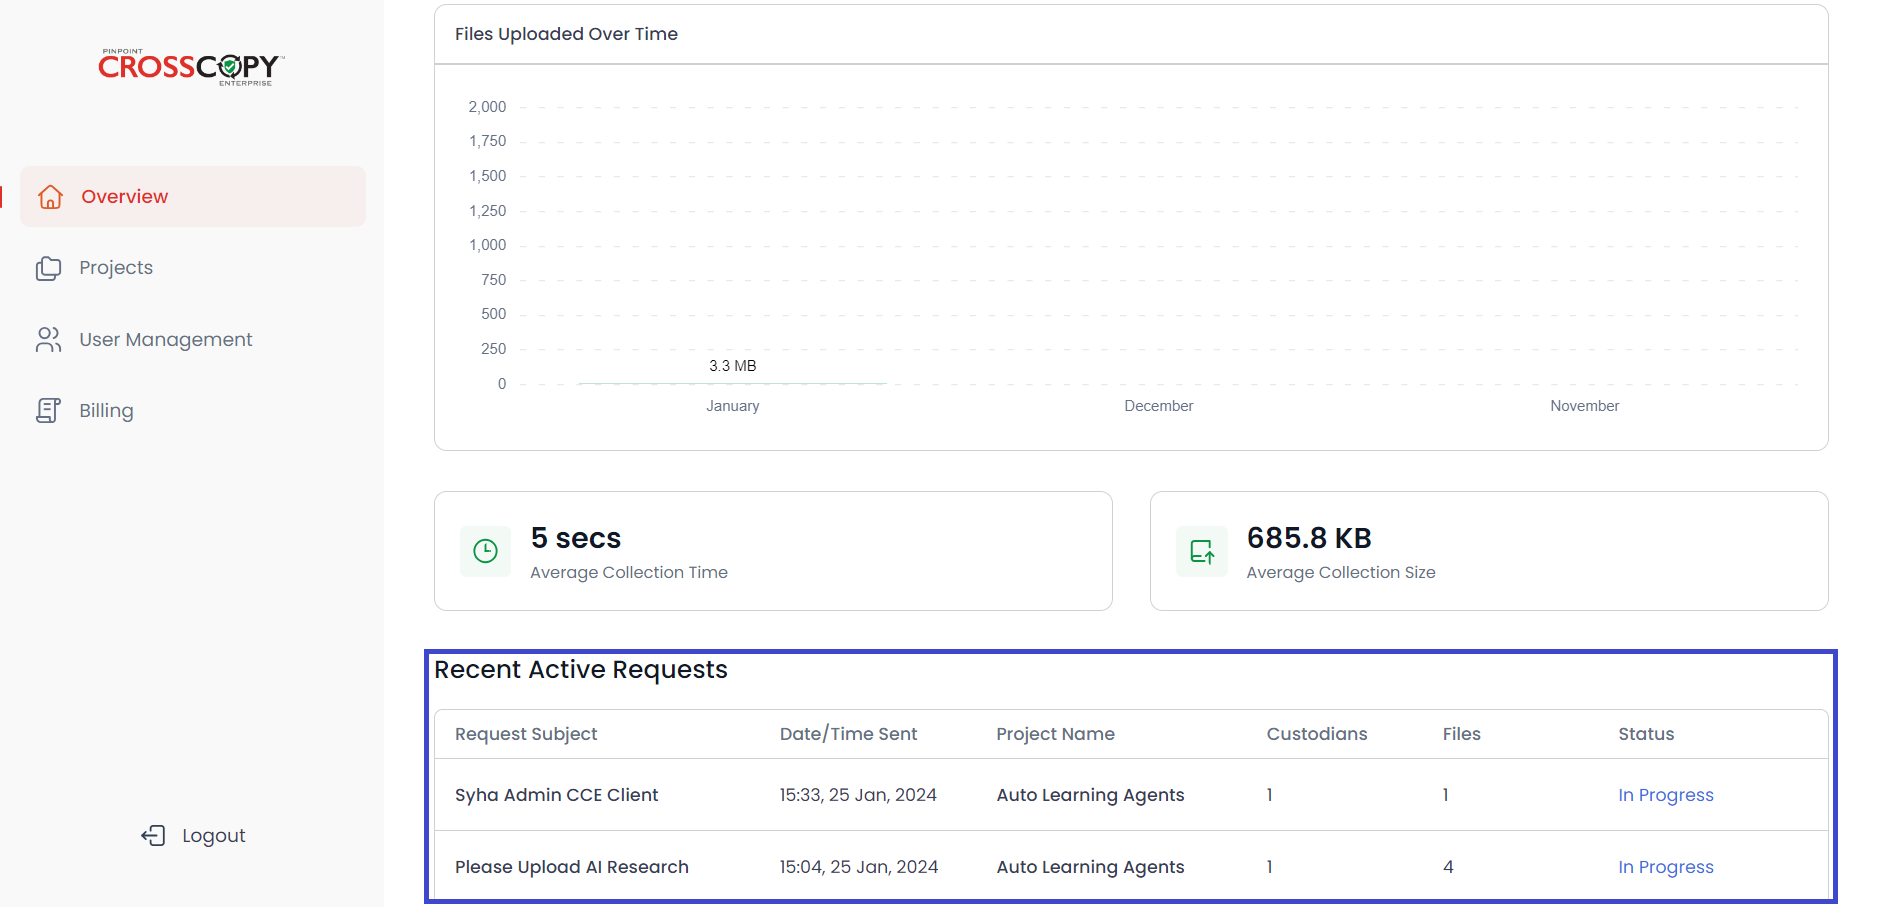 PINPOINT
CROSSCOPY™
ENTERPRISE
Overview
Projects
User Management
Billing
Logout
Files Uploaded Over Time
2,000
1,750
1,500
1,250
1,000
750
500
250
0
3.3 MB
January December November
5 secs
Average Collection Time
685.8 KB
Average Collection Size
Recent Active Requests
Request Subject Date/Time Sent Project Name Custodians Files Status
Syha Admin CCE Client 15:33, 25 Jan, 2024 Auto Learning Agents 1 1 In Progress
Please Upload AI Research 15:04, 25 Jan, 2024 Auto Learning Agents 1 4 In Progress